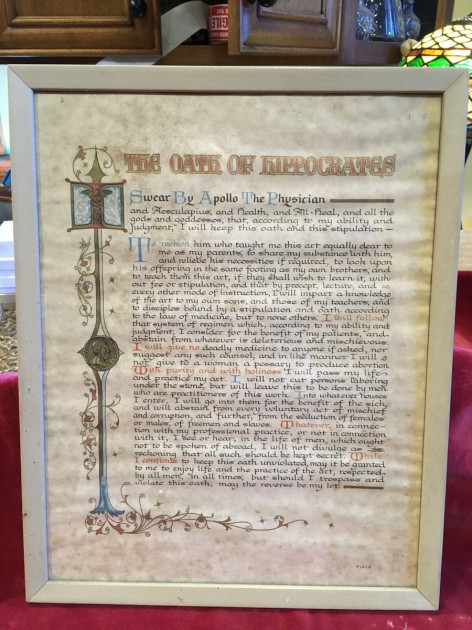 THE OATH OF HIPPOCRATES
I Swear By Apollo The Physician
and Aesculapius, and Health, and All-Heal, and all the
gods and goddesses, that, according to my ability and
judgment, I will keep this oath and this stipulation –
To reckon him who taught me this art equally dear to
me as my parents, to share my substance with him,
and relieve his necessities if required, to look upon
his offspring in the same footing as my own brothers, and
to teach them this art, if they shall wish to learn it, with-
out fee or stipulation, and that by precept, lecture, and
every other mode of instruction, I will impart a knowledge
of the art to my own sons, and those of my teachers, and
to disciples bound by a stipulation and oath according
to the law of medicine, but to none others. I will follow
that system of regimen which, according to my ability and
judgment, I consider for the benefit of my patients, and
abstain from whatever is deleterious and mischievous.
I will give no deadly medicine to anyone if asked, nor
suggest any such counsel, and in like manner I will
not give to a woman a pessary to produce abortion
With purity and with holiness I will pass my life
and practice my art. I will not cut persons laboring
under the stone, but will leave this to be done by men
who are practitioners of this work. Into whatever houses
I enter, I will go into them for the benefit of the sick,
and will abstain from every voluntary act of mischief
and corruption, and further, from the seduction of females
or males, of freemen and slaves. Whatever, in connec-
tion with my professional practice, or not in connection
with it, I see or hear, in the life of men, which ought
not to be spoken of abroad, I will not divulge as
reckoning that all such should be kept secret. While
I continue to keep this oath unviolated, may it be granted
to me to enjoy life and the practice of the art, respected
by all men, in all times, but should I trespass and
violate this oath, may the reverse be my lot